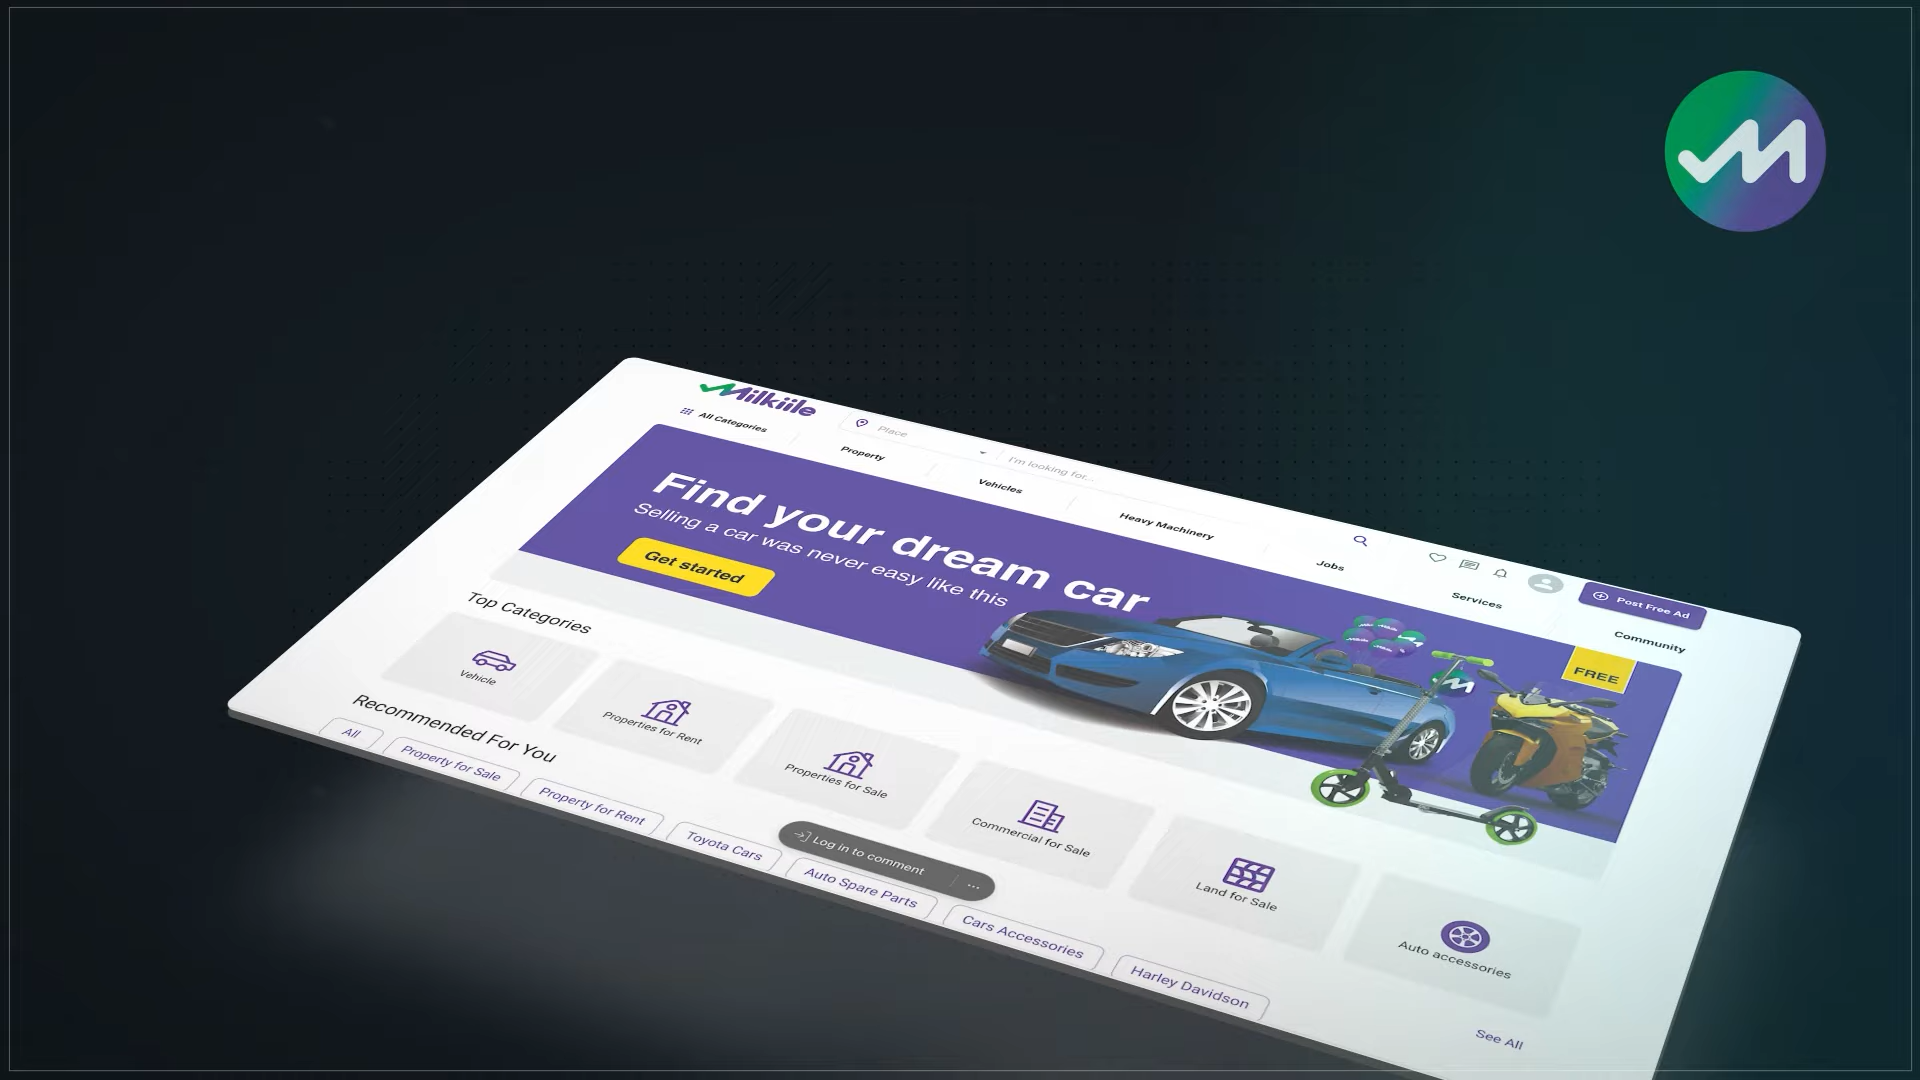 Milkiile
Place
I'm looking for...
Post Free Ad
All Categories
Property
Vehicles
Heavy Machinery
Jobs
Services
Community
Find your dream car
Selling a car was never easy like this
Get started
FREE
Top Categories
Vehicle
Properties for Rent
Properties for Sale
Commercial for Sale
Land for Sale
Auto accessories
Recommended For You
See All
All
Property for Sale
Property for Rent
Toyota Cars
Auto Spare Parts
Cars Accessories
Harley Davidson
Log in to comment